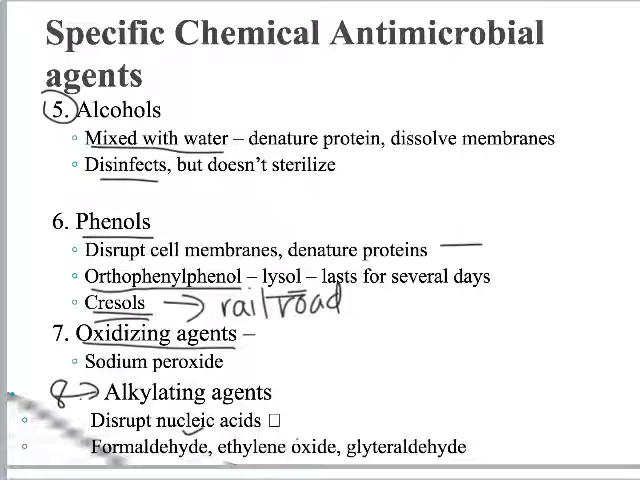 Specific Chemical Antimicrobial
agents
5. Alcohols
◦ Mixed with water – denature protein, dissolve membranes
◦ Disinfects, but doesn't sterilize
6. Phenols
◦ Disrupt cell membranes, denature proteins
◦ Orthophenylphenol – lysol – lasts for several days
◦ Cresols → railroad
7. Oxidizing agents –
◦ Sodium peroxide
8 → Alkylating agents
◦ Disrupt nucleic acids □
◦ Formaldehyde, ethylene oxide, glyteraldehyde